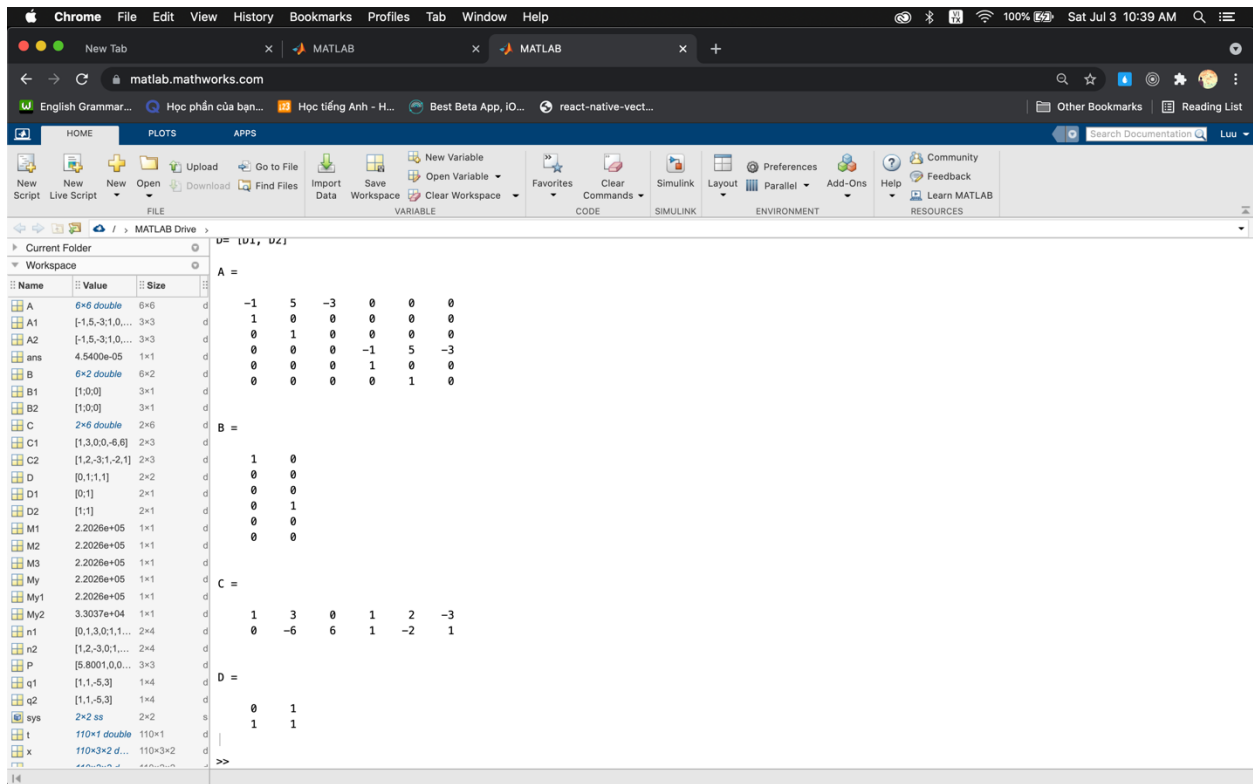 Chrome File Edit View History Bookmarks Profiles Tab Window Help VI TX 100% Sat Jul 3 10:39 AM
New Tab × MATLAB × MATLAB × +
matlab.mathworks.com
English Grammar... Học phần của bạn... 123 Học tiếng Anh - H... Best Beta App, iO... react-native-vect... Other Bookmarks Reading List
HOME PLOTS APPS Search Documentation Luu
New Script New Live Script New Open Upload Download Go to File Find Files Import Data Save Workspace New Variable Open Variable Clear Workspace Favorites Clear Commands Simulink Layout Preferences Parallel Add-Ons Help Community Feedback Learn MATLAB
FILE VARIABLE CODE SIMULINK ENVIRONMENT RESOURCES
/ › MATLAB Drive ›
Current Folder
Workspace
Name Value Size
A 6×6 double 6×6 d
A1 [-1,5,-3;1,0,... 3×3 d
A2 [-1,5,-3;1,0,... 3×3 d
ans 4.5400e-05 1×1 d
B 6×2 double 6×2 d
B1 [1;0;0] 3×1 d
B2 [1;0;0] 3×1 d
C 2×6 double 2×6 d
C1 [1,3,0;0,-6,6] 2×3 d
C2 [1,2,-3;1,-2,1] 2×3 d
D [0,1;1,1] 2×2 d
D1 [0;1] 2×1 d
D2 [1;1] 2×1 d
M1 2.2026e+05 1×1 d
M2 2.2026e+05 1×1 d
M3 2.2026e+05 1×1 d
My 2.2026e+05 1×1 d
My1 2.2026e+05 1×1 d
My2 3.3037e+04 1×1 d
n1 [0,1,3,0;1,1... 2×4 d
n2 [1,2,-3,0;1,... 2×4 d
P [5.8001,0,0... 3×3 d
q1 [1,1,-5,3] 1×4 d
q2 [1,1,-5,3] 1×4 d
sys 2×2 ss 2×2 s
t 110×1 double 110×1 d
x 110×3×2 d... 110×3×2 d
D= [D1, D2]
A =
-1 5 -3 0 0 0
1 0 0 0 0 0
0 1 0 0 0 0
0 0 0 -1 5 -3
0 0 0 1 0 0
0 0 0 0 1 0
B =
1 0
0 0
0 0
0 1
0 0
0 0
C =
1 3 0 1 2 -3
0 -6 6 1 -2 1
D =
0 1
1 1
>>